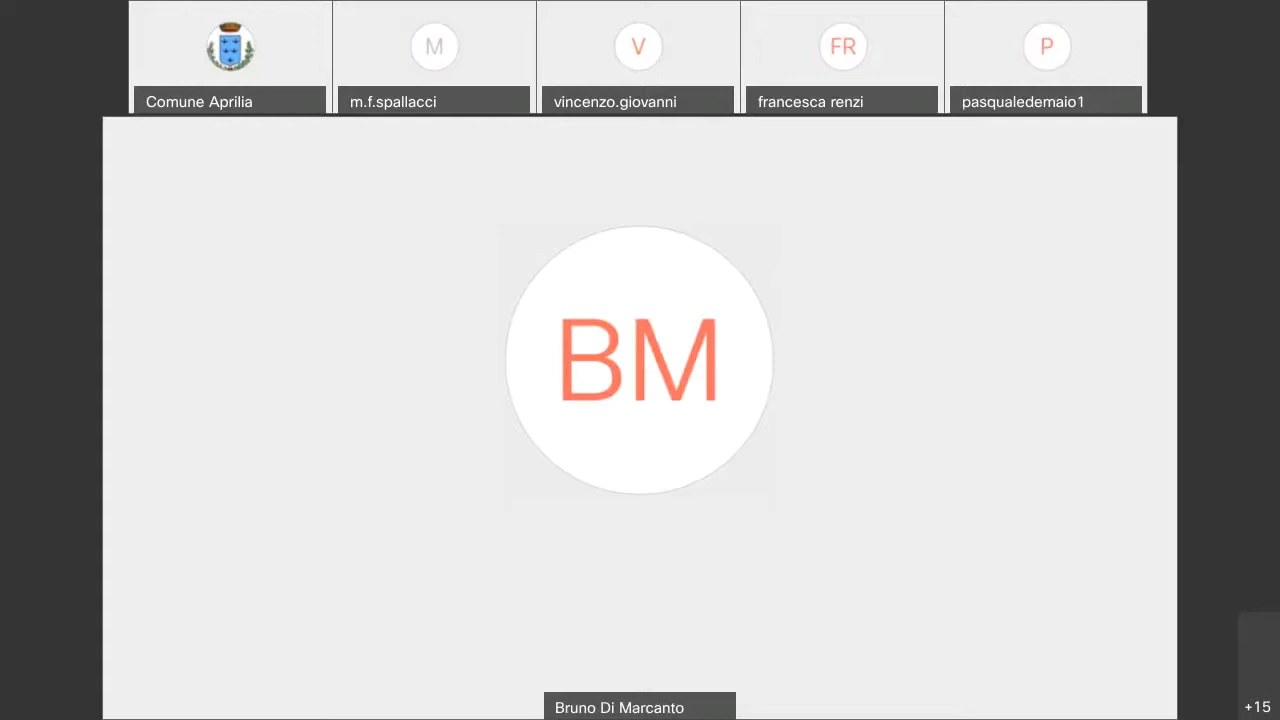 M
V
FR
P
Comune Aprilia
m.f.spallacci
vincenzo.giovanni
francesca renzi
pasqualedemaio1
BM
Bruno Di Marcanto
+15